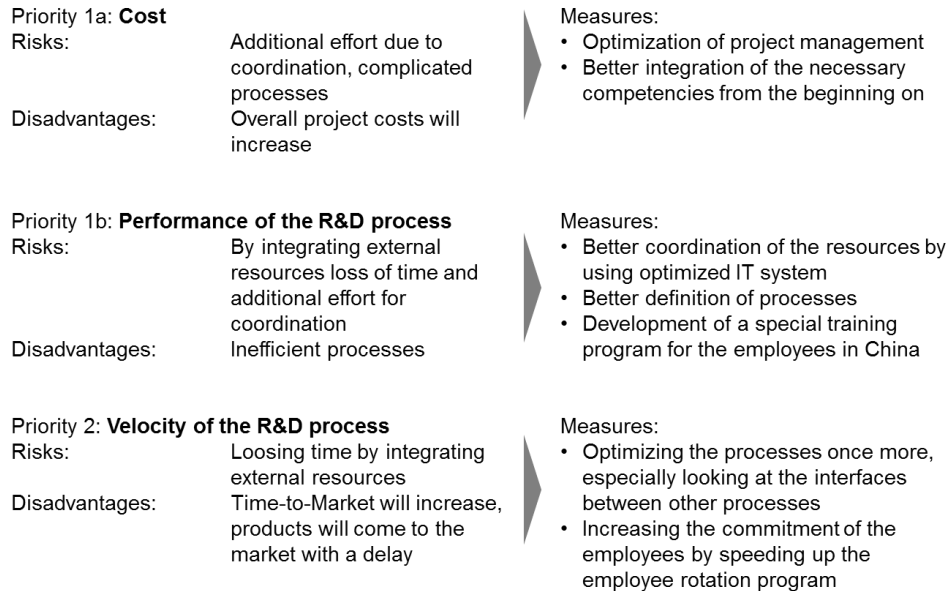 Priority 1a: Cost
Risks: Additional effort due to
coordination, complicated
processes
Disadvantages: Overall project costs will
increase
Measures:
• Optimization of project management
• Better integration of the necessary
competencies from the beginning on
Priority 1b: Performance of the R&D process
Risks: By integrating external
resources loss of time and
additional effort for
coordination
Disadvantages: Inefficient processes
Measures:
• Better coordination of the resources by
using optimized IT system
• Better definition of processes
• Development of a special training
program for the employees in China
Priority 2: Velocity of the R&D process
Risks: Loosing time by integrating
external resources
Disadvantages: Time-to-Market will increase,
products will come to the
market with a delay
Measures:
• Optimizing the processes once more,
especially looking at the interfaces
between other processes
• Increasing the commitment of the
employees by speeding up the
employee rotation program